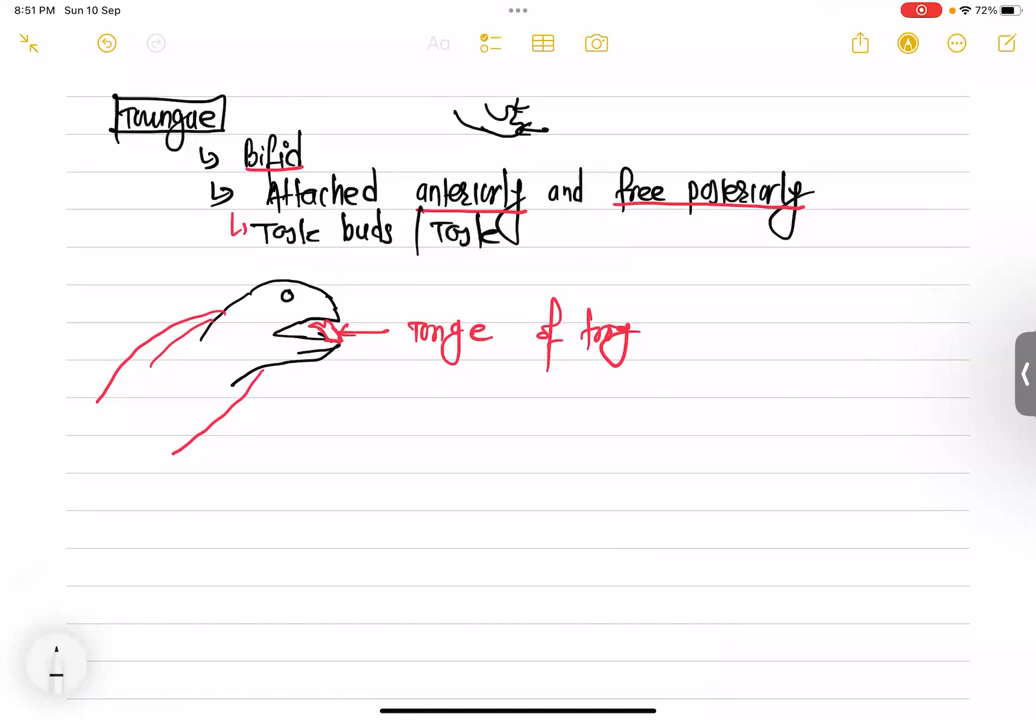 8:51 PM Sun 10 Sep
72%
Aa
Toungue
↳ Bifid
↳ Attached anteriorly and free posteriorly
↳ Taste buds / Taste
Tonge of frog